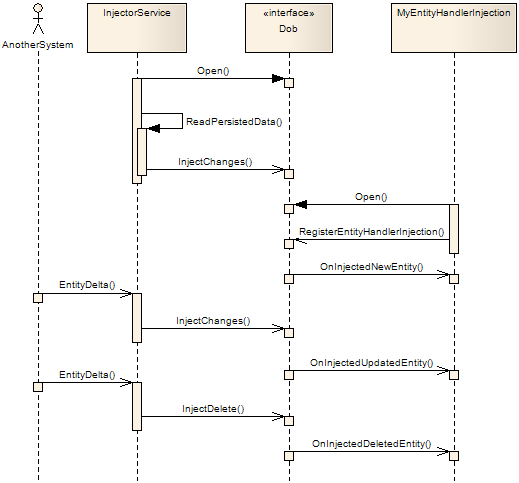 InjectorService
«interface»
Dob
MyEntityHandlerInjection
AnotherSystem
Open()
ReadPersistedData()
InjectChanges()
Open()
RegisterEntityHandlerInjection()
OnInjectedNewEntity()
EntityDelta()
InjectChanges()
OnInjectedUpdatedEntity()
EntityDelta()
InjectDelete()
OnInjectedDeletedEntity()